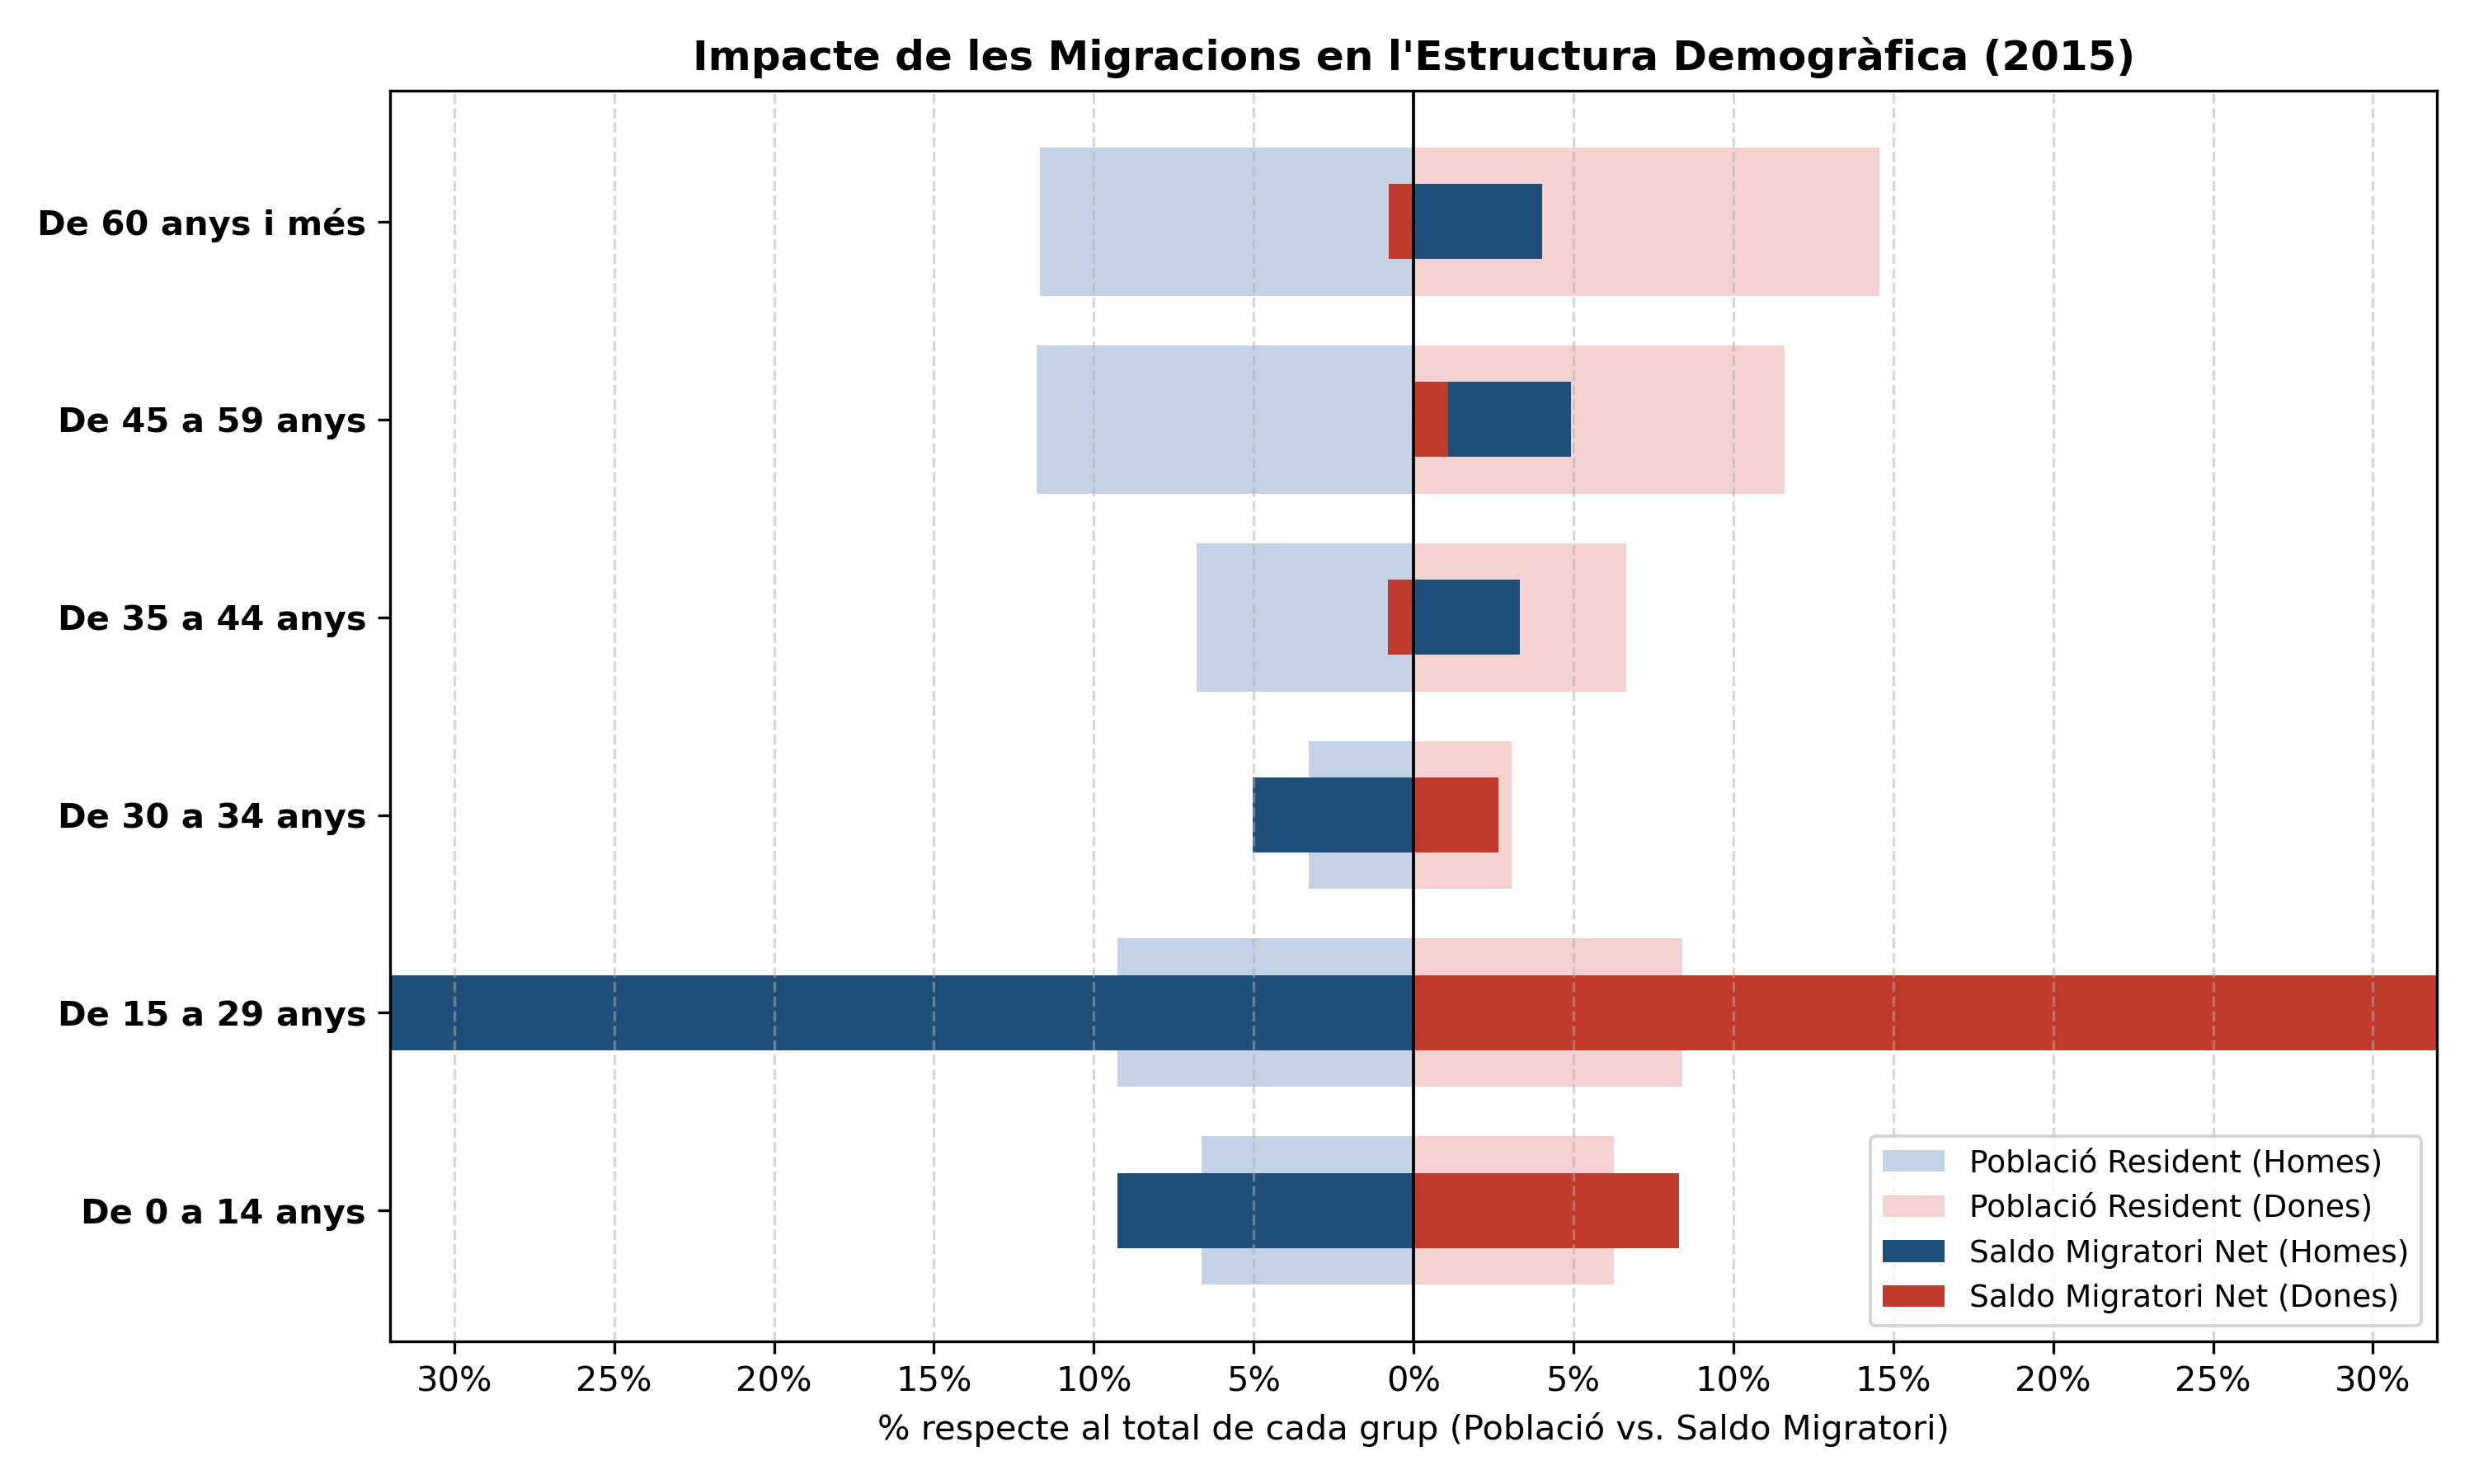 Impacte de les Migracions en l'Estructura Demogràfica (2015)
De 60 anys i més
De 45 a 59 anys
De 35 a 44 anys
De 30 a 34 anys
De 15 a 29 anys
De 0 a 14 anys
Població Resident (Homes)
Població Resident (Dones)
Saldo Migratori Net (Homes)
Saldo Migratori Net (Dones)
30% 25% 20% 15% 10% 5% 0% 5% 10% 15% 20% 25% 30%
% respecte al total de cada grup (Població vs. Saldo Migratori)